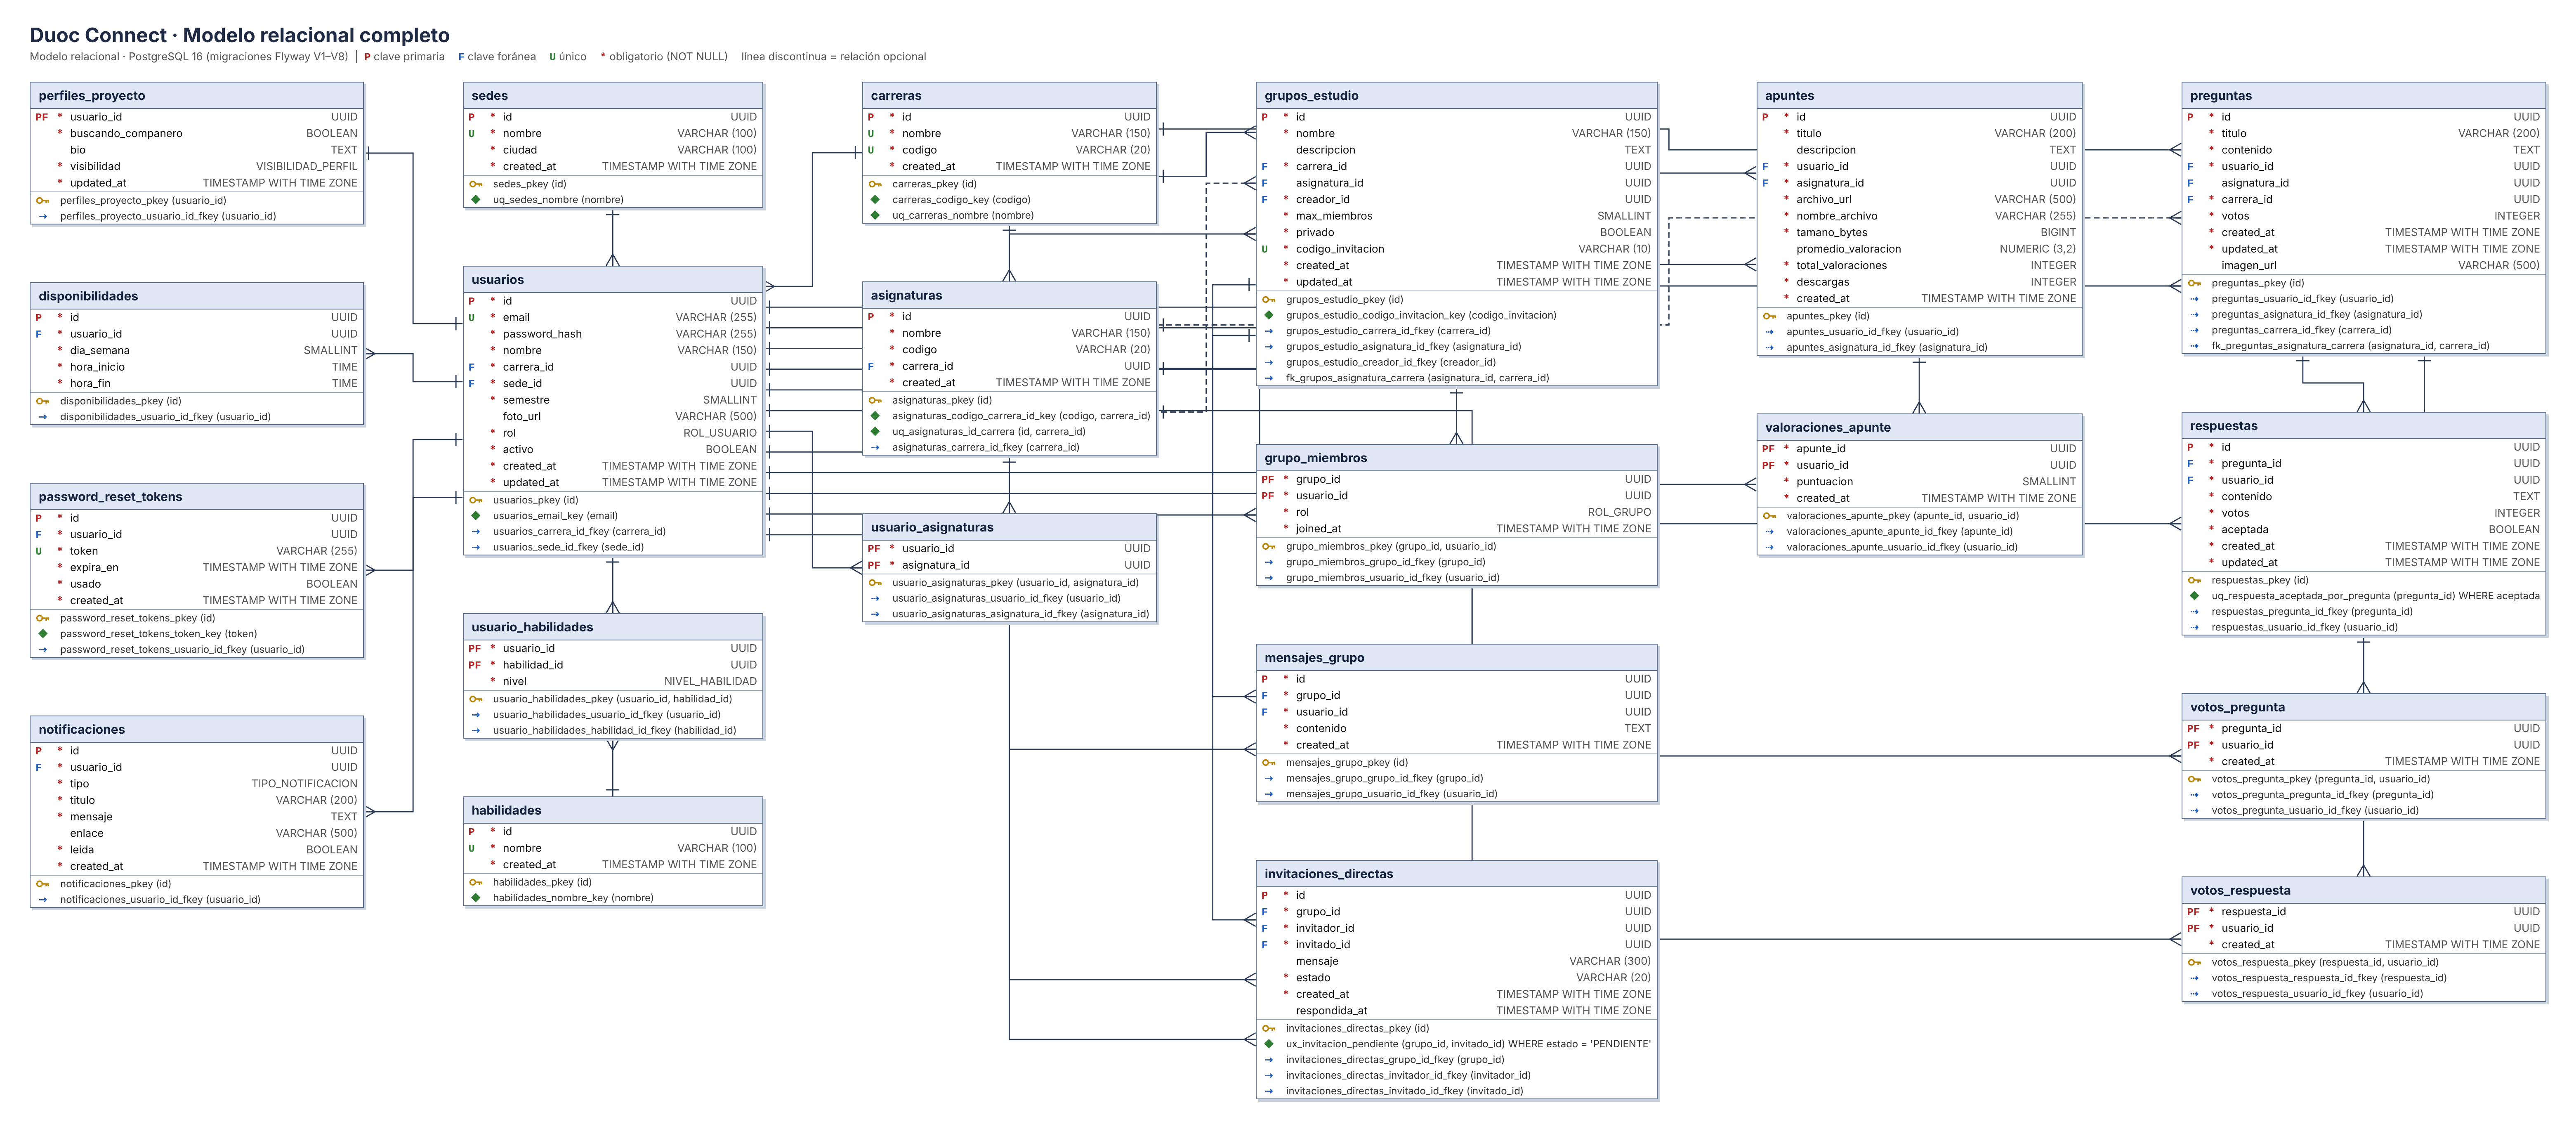 Duoc Connect · Modelo relacional completo
Modelo relacional · PostgreSQL 16 (migraciones Flyway V1–V8) | P clave primaria F clave foránea U único * obligatorio (NOT NULL) línea discontinua = relación opcional
perfiles_proyecto
PF * usuario_id UUID
* buscando_companero BOOLEAN
bio TEXT
* visibilidad VISIBILIDAD_PERFIL
* updated_at TIMESTAMP WITH TIME ZONE
perfiles_proyecto_pkey (usuario_id)
perfiles_proyecto_usuario_id_fkey (usuario_id)
disponibilidades
P * id UUID
F * usuario_id UUID
* dia_semana SMALLINT
* hora_inicio TIME
* hora_fin TIME
disponibilidades_pkey (id)
disponibilidades_usuario_id_fkey (usuario_id)
password_reset_tokens
P * id UUID
F * usuario_id UUID
U * token VARCHAR (255)
* expira_en TIMESTAMP WITH TIME ZONE
* usado BOOLEAN
* created_at TIMESTAMP WITH TIME ZONE
password_reset_tokens_pkey (id)
password_reset_tokens_token_key (token)
password_reset_tokens_usuario_id_fkey (usuario_id)
notificaciones
P * id UUID
F * usuario_id UUID
* tipo TIPO_NOTIFICACION
* titulo VARCHAR (200)
* mensaje TEXT
enlace VARCHAR (500)
* leida BOOLEAN
* created_at TIMESTAMP WITH TIME ZONE
notificaciones_pkey (id)
notificaciones_usuario_id_fkey (usuario_id)
sedes
P * id UUID
U * nombre VARCHAR (100)
* ciudad VARCHAR (100)
* created_at TIMESTAMP WITH TIME ZONE
sedes_pkey (id)
uq_sedes_nombre (nombre)
usuarios
P * id UUID
U * email VARCHAR (255)
* password_hash VARCHAR (255)
* nombre VARCHAR (150)
F * carrera_id UUID
F * sede_id UUID
* semestre SMALLINT
foto_url VARCHAR (500)
* rol ROL_USUARIO
* activo BOOLEAN
* created_at TIMESTAMP WITH TIME ZONE
* updated_at TIMESTAMP WITH TIME ZONE
usuarios_pkey (id)
usuarios_email_key (email)
usuarios_carrera_id_fkey (carrera_id)
usuarios_sede_id_fkey (sede_id)
usuario_habilidades
PF * usuario_id UUID
PF * habilidad_id UUID
* nivel NIVEL_HABILIDAD
usuario_habilidades_pkey (usuario_id, habilidad_id)
usuario_habilidades_usuario_id_fkey (usuario_id)
usuario_habilidades_habilidad_id_fkey (habilidad_id)
habilidades
P * id UUID
U * nombre VARCHAR (100)
* created_at TIMESTAMP WITH TIME ZONE
habilidades_pkey (id)
habilidades_nombre_key (nombre)
carreras
P * id UUID
U * nombre VARCHAR (150)
U * codigo VARCHAR (20)
* created_at TIMESTAMP WITH TIME ZONE
carreras_pkey (id)
carreras_codigo_key (codigo)
uq_carreras_nombre (nombre)
asignaturas
P * id UUID
* nombre VARCHAR (150)
* codigo VARCHAR (20)
F * carrera_id UUID
* created_at TIMESTAMP WITH TIME ZONE
asignaturas_pkey (id)
asignaturas_codigo_carrera_id_key (codigo, carrera_id)
uq_asignaturas_id_carrera (id, carrera_id)
asignaturas_carrera_id_fkey (carrera_id)
usuario_asignaturas
PF * usuario_id UUID
PF * asignatura_id UUID
usuario_asignaturas_pkey (usuario_id, asignatura_id)
usuario_asignaturas_usuario_id_fkey (usuario_id)
usuario_asignaturas_asignatura_id_fkey (asignatura_id)
grupos_estudio
P * id UUID
* nombre VARCHAR (150)
descripcion TEXT
F * carrera_id UUID
F asignatura_id UUID
F * creador_id UUID
* max_miembros SMALLINT
* privado BOOLEAN
U * codigo_invitacion VARCHAR (10)
* created_at TIMESTAMP WITH TIME ZONE
* updated_at TIMESTAMP WITH TIME ZONE
grupos_estudio_pkey (id)
grupos_estudio_codigo_invitacion_key (codigo_invitacion)
grupos_estudio_carrera_id_fkey (carrera_id)
grupos_estudio_asignatura_id_fkey (asignatura_id)
grupos_estudio_creador_id_fkey (creador_id)
fk_grupos_asignatura_carrera (asignatura_id, carrera_id)
grupo_miembros
PF * grupo_id UUID
PF * usuario_id UUID
* rol ROL_GRUPO
* joined_at TIMESTAMP WITH TIME ZONE
grupo_miembros_pkey (grupo_id, usuario_id)
grupo_miembros_grupo_id_fkey (grupo_id)
grupo_miembros_usuario_id_fkey (usuario_id)
mensajes_grupo
P * id UUID
F * grupo_id UUID
F * usuario_id UUID
* contenido TEXT
* created_at TIMESTAMP WITH TIME ZONE
mensajes_grupo_pkey (id)
mensajes_grupo_grupo_id_fkey (grupo_id)
mensajes_grupo_usuario_id_fkey (usuario_id)
invitaciones_directas
P * id UUID
F * grupo_id UUID
F * invitador_id UUID
F * invitado_id UUID
mensaje VARCHAR (300)
* estado VARCHAR (20)
* created_at TIMESTAMP WITH TIME ZONE
respondida_at TIMESTAMP WITH TIME ZONE
invitaciones_directas_pkey (id)
ux_invitacion_pendiente (grupo_id, invitado_id) WHERE estado = 'PENDIENTE'
invitaciones_directas_grupo_id_fkey (grupo_id)
invitaciones_directas_invitador_id_fkey (invitador_id)
invitaciones_directas_invitado_id_fkey (invitado_id)
apuntes
P * id UUID
* titulo VARCHAR (200)
descripcion TEXT
F * usuario_id UUID
F * asignatura_id UUID
* archivo_url VARCHAR (500)
* nombre_archivo VARCHAR (255)
* tamano_bytes BIGINT
promedio_valoracion NUMERIC (3,2)
* total_valoraciones INTEGER
* descargas INTEGER
* created_at TIMESTAMP WITH TIME ZONE
apuntes_pkey (id)
apuntes_usuario_id_fkey (usuario_id)
apuntes_asignatura_id_fkey (asignatura_id)
valoraciones_apunte
PF * apunte_id UUID
PF * usuario_id UUID
* puntuacion SMALLINT
* created_at TIMESTAMP WITH TIME ZONE
valoraciones_apunte_pkey (apunte_id, usuario_id)
valoraciones_apunte_apunte_id_fkey (apunte_id)
valoraciones_apunte_usuario_id_fkey (usuario_id)
preguntas
P * id UUID
* titulo VARCHAR (200)
* contenido TEXT
F * usuario_id UUID
F asignatura_id UUID
F * carrera_id UUID
* votos INTEGER
* created_at TIMESTAMP WITH TIME ZONE
* updated_at TIMESTAMP WITH TIME ZONE
imagen_url VARCHAR (500)
preguntas_pkey (id)
preguntas_usuario_id_fkey (usuario_id)
preguntas_asignatura_id_fkey (asignatura_id)
preguntas_carrera_id_fkey (carrera_id)
fk_preguntas_asignatura_carrera (asignatura_id, carrera_id)
respuestas
P * id UUID
F * pregunta_id UUID
F * usuario_id UUID
* contenido TEXT
* votos INTEGER
* aceptada BOOLEAN
* created_at TIMESTAMP WITH TIME ZONE
* updated_at TIMESTAMP WITH TIME ZONE
respuestas_pkey (id)
uq_respuesta_aceptada_por_pregunta (pregunta_id) WHERE aceptada
respuestas_pregunta_id_fkey (pregunta_id)
respuestas_usuario_id_fkey (usuario_id)
votos_pregunta
PF * pregunta_id UUID
PF * usuario_id UUID
* created_at TIMESTAMP WITH TIME ZONE
votos_pregunta_pkey (pregunta_id, usuario_id)
votos_pregunta_pregunta_id_fkey (pregunta_id)
votos_pregunta_usuario_id_fkey (usuario_id)
votos_respuesta
PF * respuesta_id UUID
PF * usuario_id UUID
* created_at TIMESTAMP WITH TIME ZONE
votos_respuesta_pkey (respuesta_id, usuario_id)
votos_respuesta_respuesta_id_fkey (respuesta_id)
votos_respuesta_usuario_id_fkey (usuario_id)